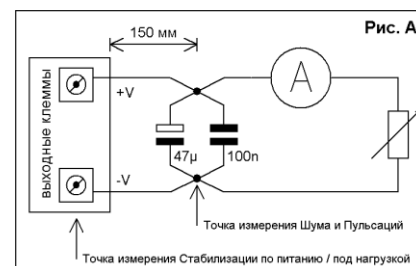 Рис. А
150 мм
выходные клеммы
+V
A
47µ
100n
-V
Точка измерения Шума и Пульсаций
Точка измерения Стабилизации по питанию / под нагрузкой